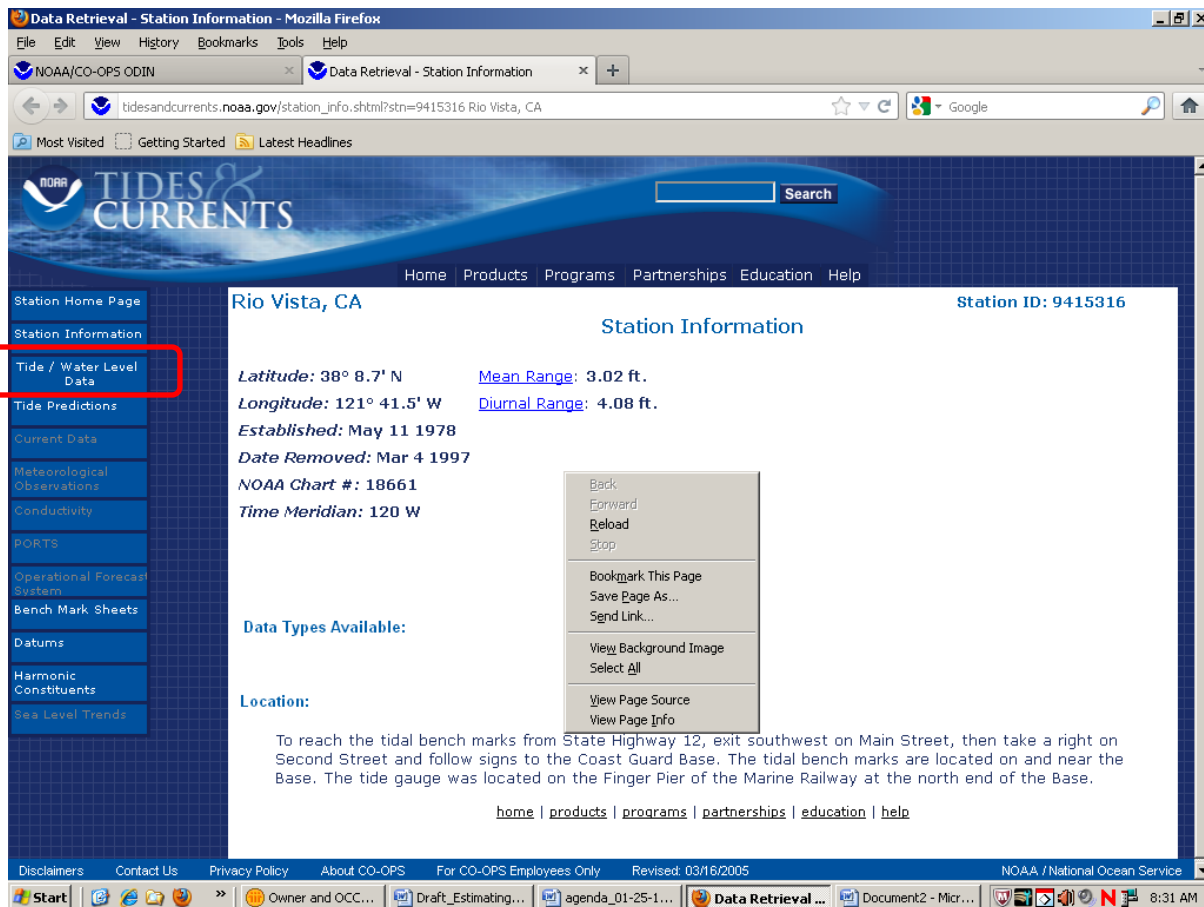 Data Retrieval - Station Information - Mozilla Firefox
File Edit View History Bookmarks Tools Help
NOAA/CO-OPS ODIN
Data Retrieval - Station Information
tidesandcurrents.noaa.gov/station_info.shtml?stn=9415316 Rio Vista, CA
Google
Most Visited Getting Started Latest Headlines
NOAA
TIDES &
CURRENTS
Search
Home Products Programs Partnerships Education Help
Station Home Page
Station Information
Tide / Water Level
Data
Tide Predictions
Current Data
Meteorological
Observations
Conductivity
PORTS
Operational Forecast
System
Bench Mark Sheets
Datums
Harmonic
Constituents
Sea Level Trends
Rio Vista, CA
Station ID: 9415316
Station Information
Latitude: 38° 8.7' N Mean Range: 3.02 ft.
Longitude: 121° 41.5' W Diurnal Range: 4.08 ft.
Established: May 11 1978
Date Removed: Mar 4 1997
NOAA Chart #: 18661
Time Meridian: 120 W
Back
Forward
Reload
Stop
Bookmark This Page
Save Page As...
Send Link...
View Background Image
Select All
View Page Source
View Page Info
Data Types Available:
Location:
To reach the tidal bench marks from State Highway 12, exit southwest on Main Street, then take a right on
Second Street and follow signs to the Coast Guard Base. The tidal bench marks are located on and near the
Base. The tide gauge was located on the Finger Pier of the Marine Railway at the north end of the Base.
home | products | programs | partnerships | education | help
Disclaimers Contact Us Privacy Policy About CO-OPS For CO-OPS Employees Only Revised: 03/16/2005 NOAA / National Ocean Service
Start » Owner and OCC... Draft_Estimating... agenda_01-25-1... Data Retrieval ... Document2 - Micr... 8:31 AM